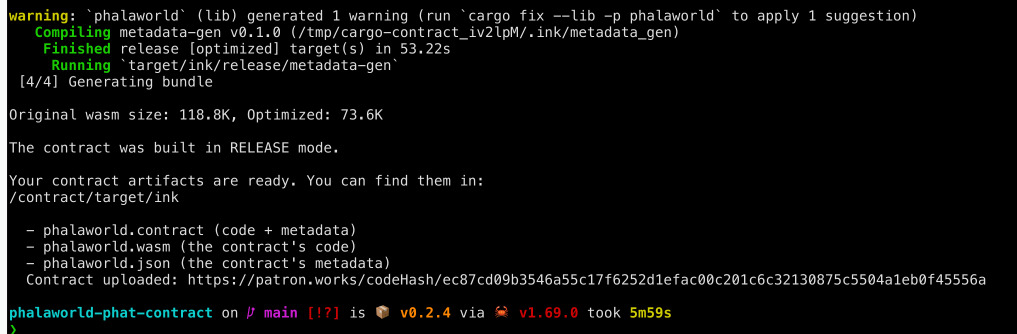 warning: `phalaworld` (lib) generated 1 warning (run `cargo fix --lib -p phalaworld` to apply 1 suggestion)
Compiling metadata-gen v0.1.0 (/tmp/cargo-contract_iv2lpM/.ink/metadata_gen)
Finished release [optimized] target(s) in 53.22s
Running `target/ink/release/metadata-gen`
[4/4] Generating bundle
Original wasm size: 118.8K, Optimized: 73.6K
The contract was built in RELEASE mode.
Your contract artifacts are ready. You can find them in:
/contract/target/ink
- phalaworld.contract (code + metadata)
- phalaworld.wasm (the contract's code)
- phalaworld.json (the contract's metadata)
Contract uploaded: https://patron.works/codeHash/ec87cd09b3546a55c17f6252d1efac00c201c6c32130875c5504a1eb0f45556a
phalaworld-phat-contract on main [!?] is 📦 v0.2.4 via 🦀 v1.69.0 took 5m59s
❯